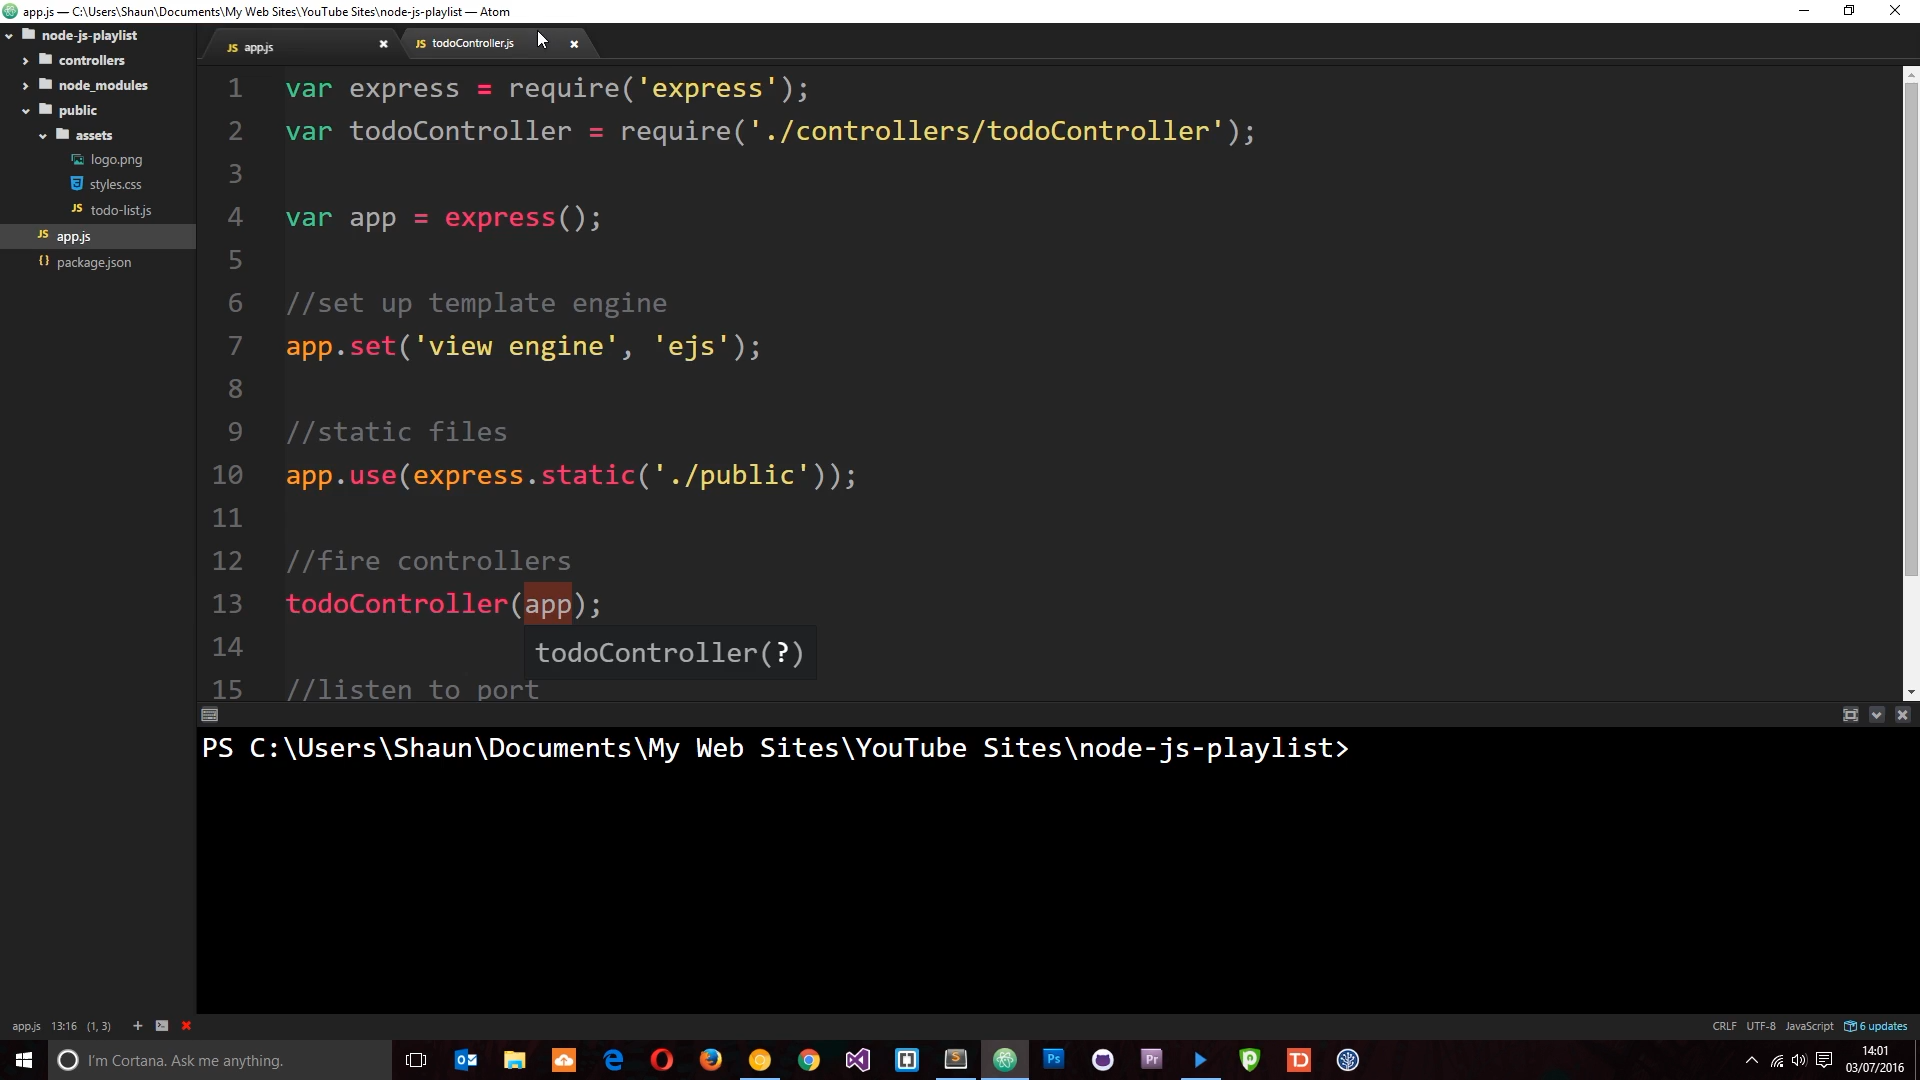 app.js — C:\Users\Shaun\Documents\My Web Sites\YouTube Sites\node-js-playlist — Atom
node-js-playlist
controllers
node_modules
public
assets
logo.png
styles.css
JS todo-list.js
JS app.js
{} package.json
JS app.js
JS todoController.js
1 var express = require('express');
2 var todoController = require('./controllers/todoController');
3
4 var app = express();
5
6 //set up template engine
7 app.set('view engine', 'ejs');
8
9 //static files
10 app.use(express.static('./public'));
11
12 //fire controllers
13 todoController(app);
14
todoController(?)
15 //listen to port
PS C:\Users\Shaun\Documents\My Web Sites\YouTube Sites\node-js-playlist>
app.js 13:16 (1, 3)
CRLF UTF-8 JavaScript 6 updates
I'm Cortana. Ask me anything.
S
Ps
Pr
TD
14:01
03/07/2016